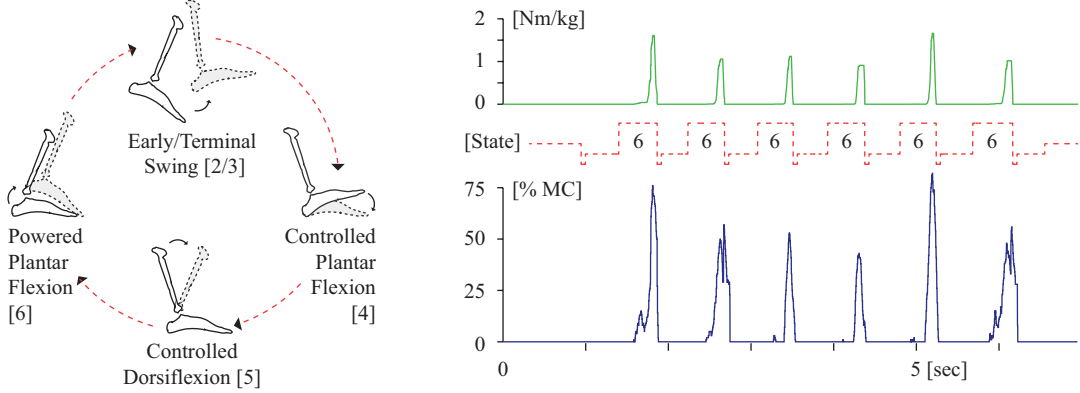 Early/Terminal
Swing [2/3]
Controlled
Plantar
Flexion
[4]
Controlled
Dorsiflexion [5]
Powered
Plantar
Flexion
[6]
[Nm/kg]
2
1
0
[State]
6
6
6
6
6
6
[% MC]
75
50
25
0
0
5 [sec]